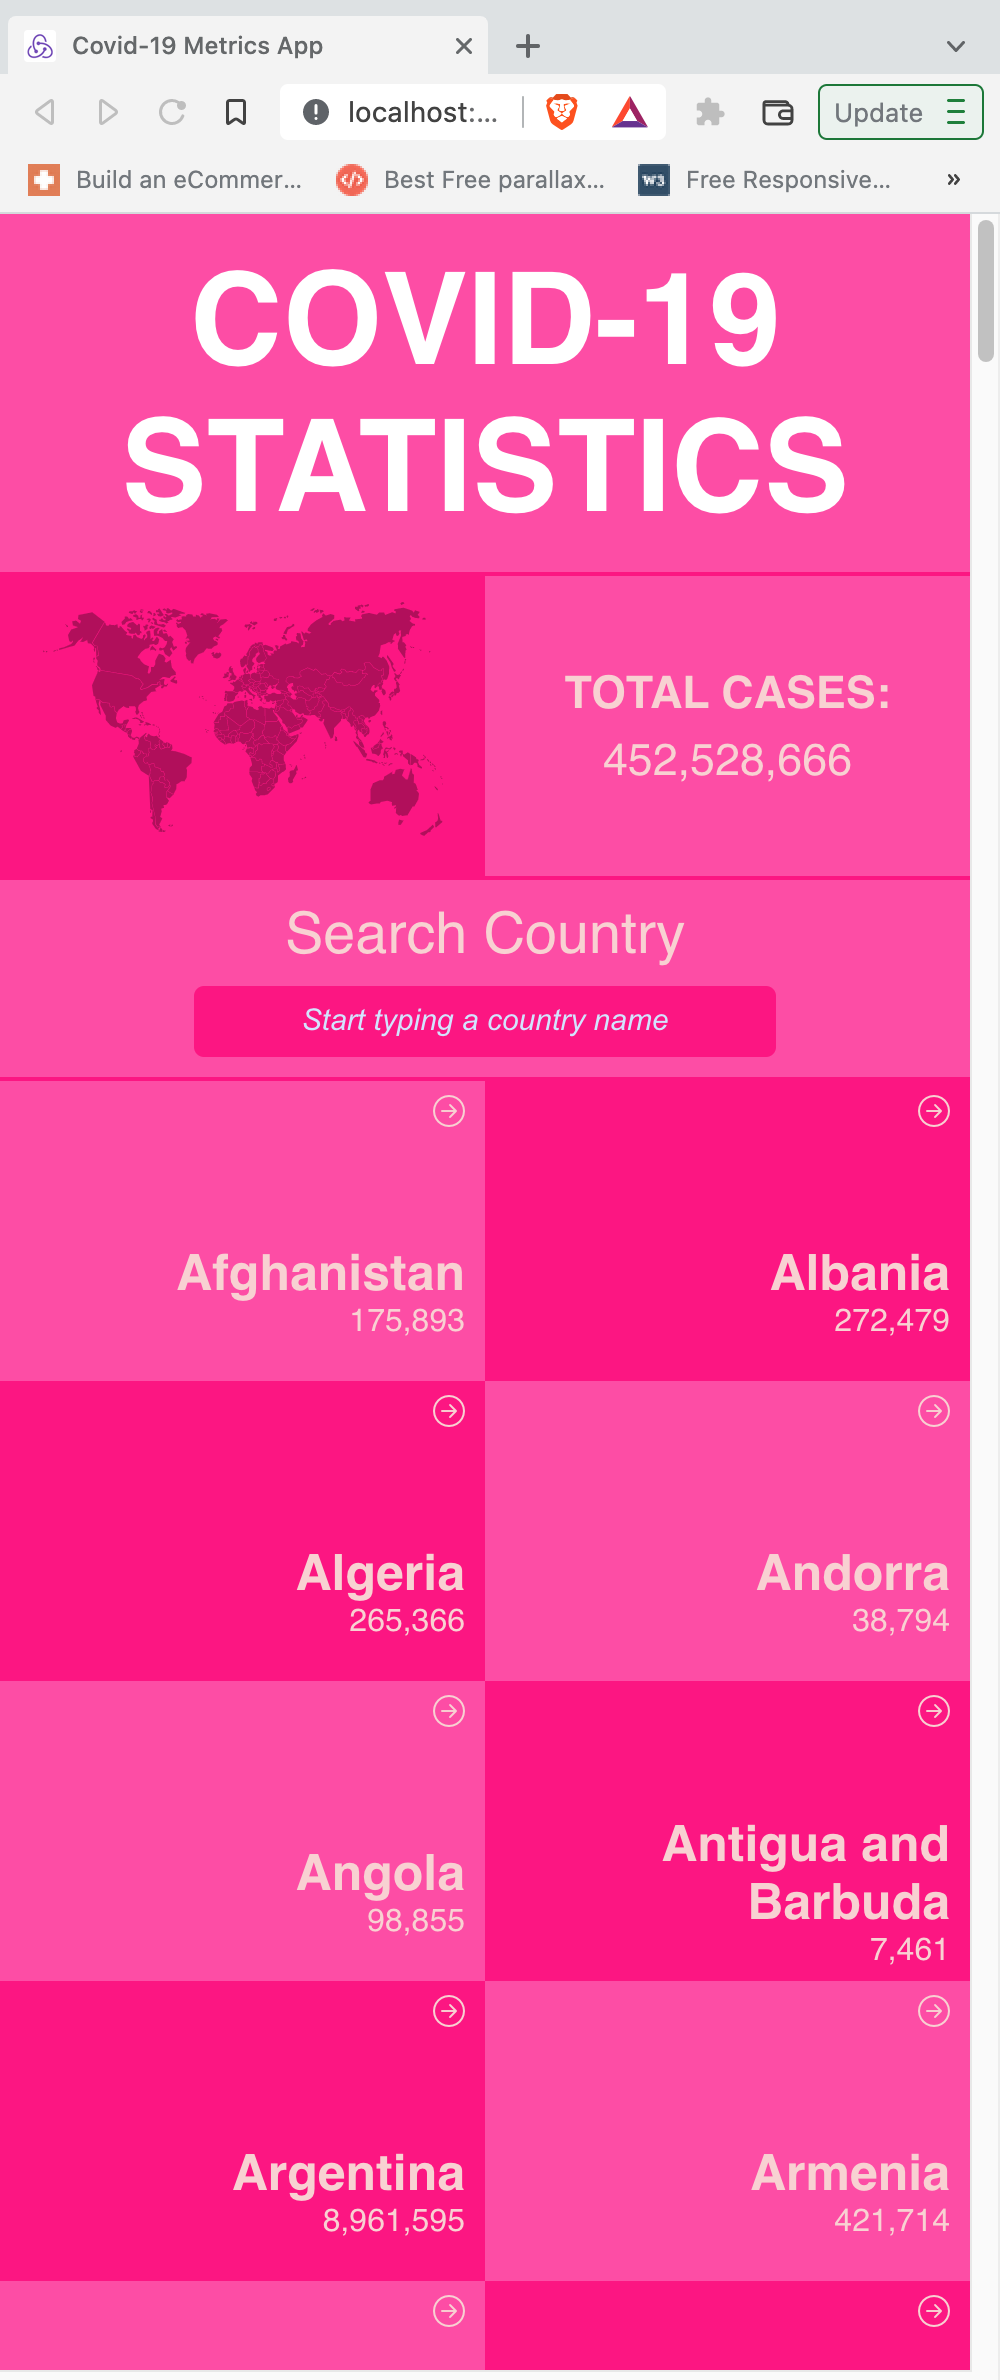 Covid-19 Metrics App
localhost:...
Update
Build an eCommer...
Best Free parallax...
W3
Free Responsive...
»
COVID-19
STATISTICS
TOTAL CASES:
452,528,666
Search Country
Start typing a country name
Afghanistan
175,893
Albania
272,479
Algeria
265,366
Andorra
38,794
Angola
98,855
Antigua and
Barbuda
7,461
Argentina
8,961,595
Armenia
421,714